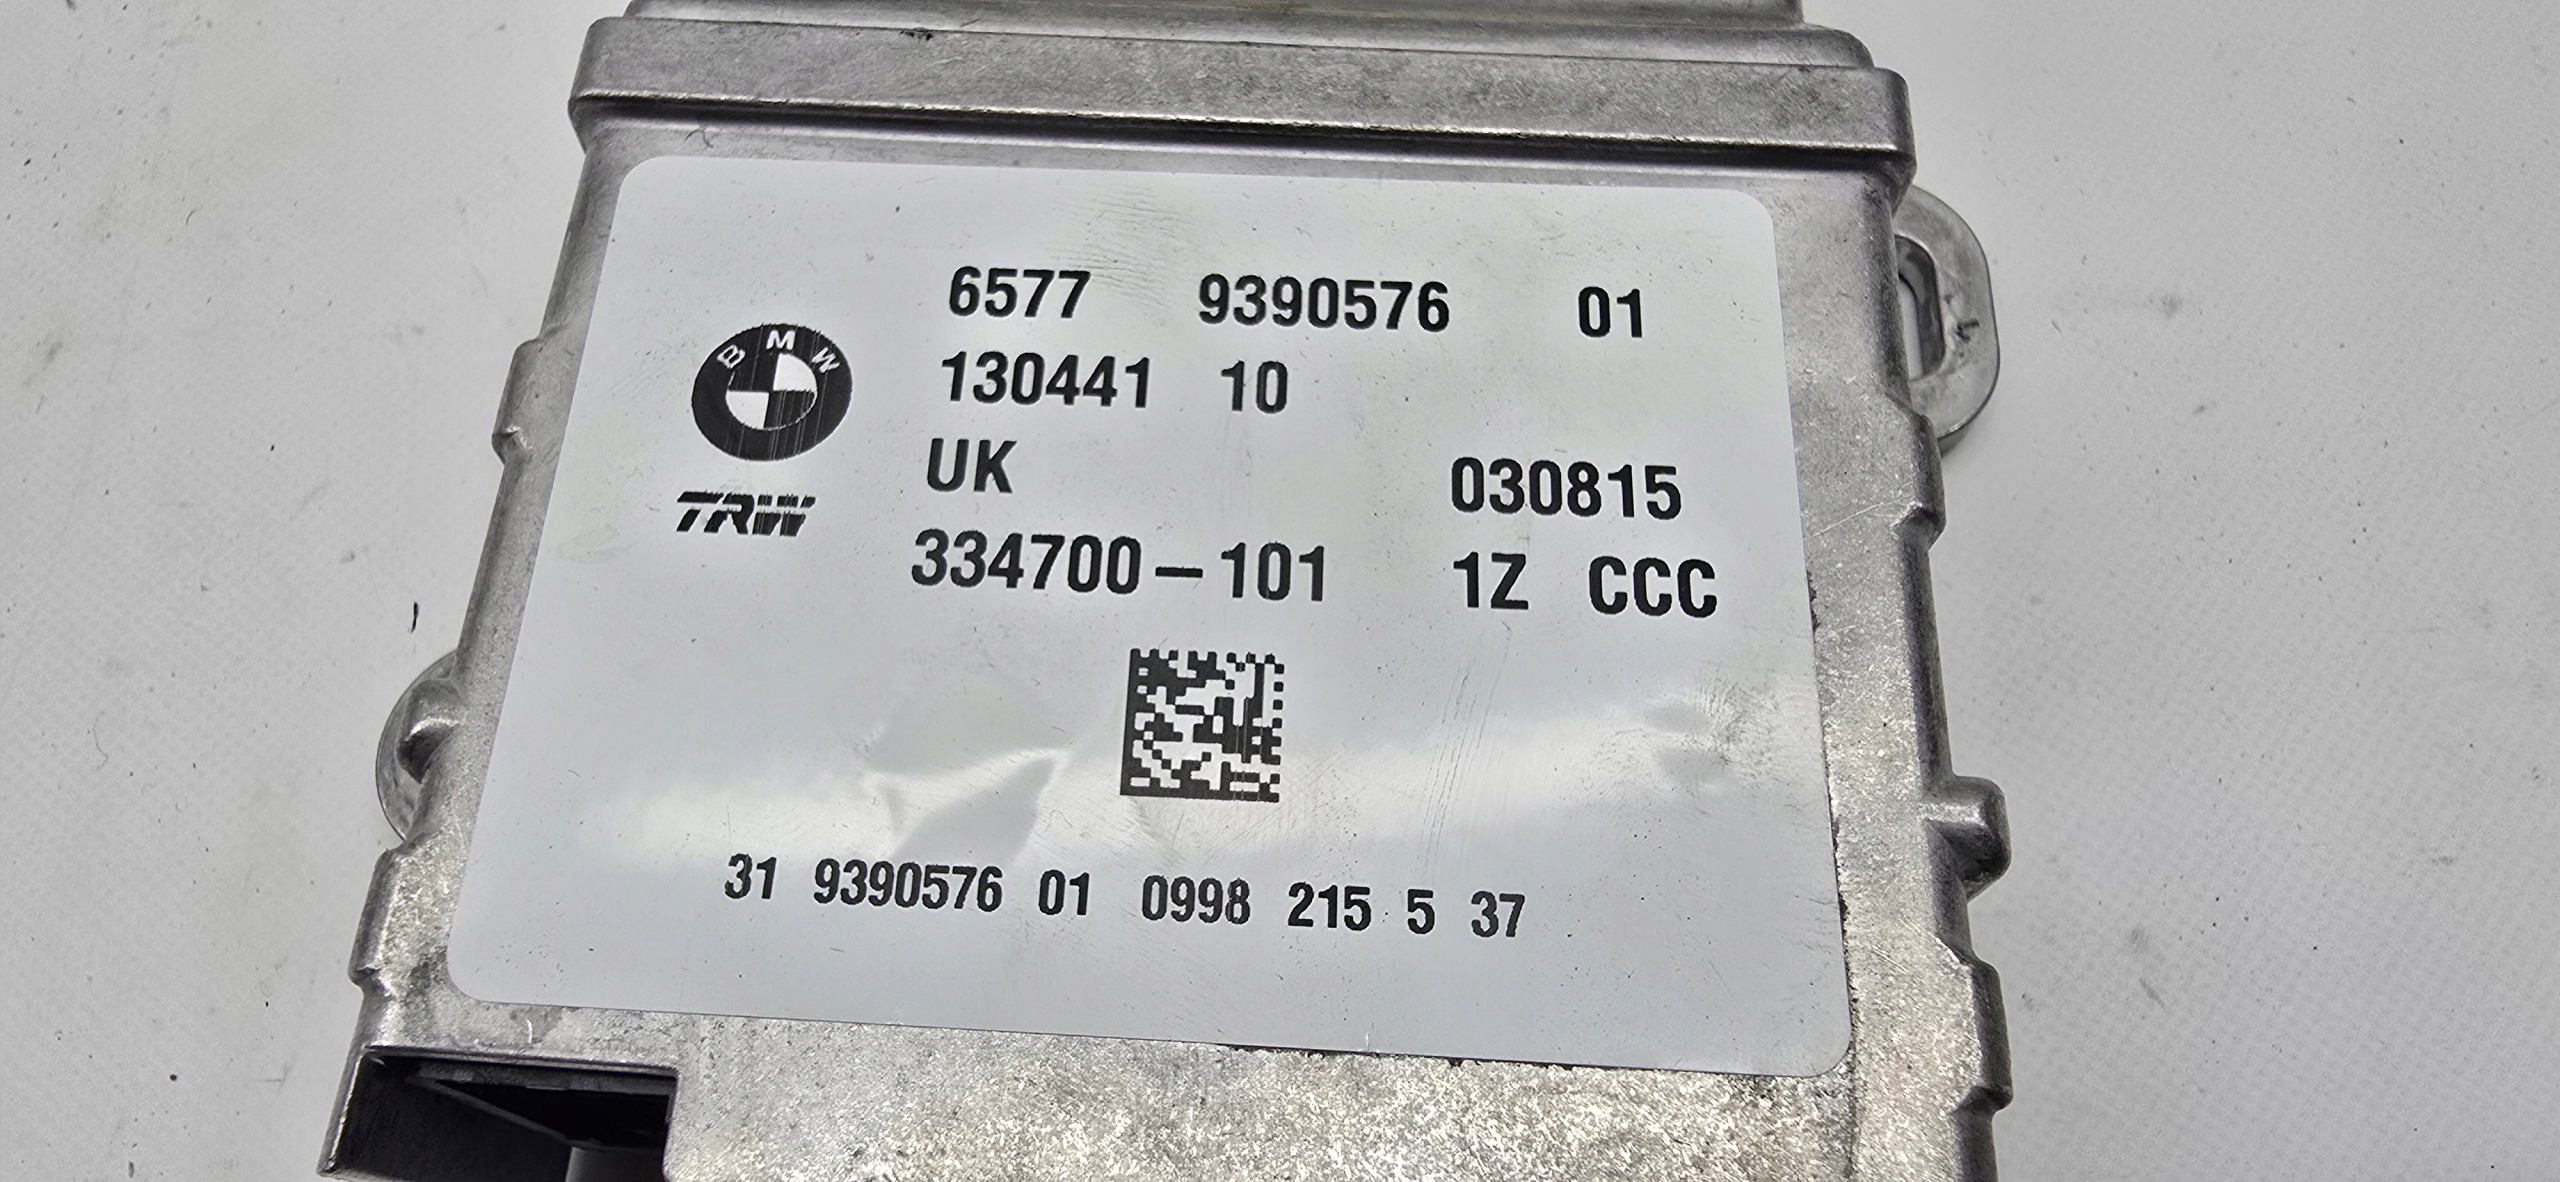 6577 9390576 01
130441 10
BMW
UK 030815
TRW
334700-101 1Z CCC
31 9390576 01 0998 215 5 37